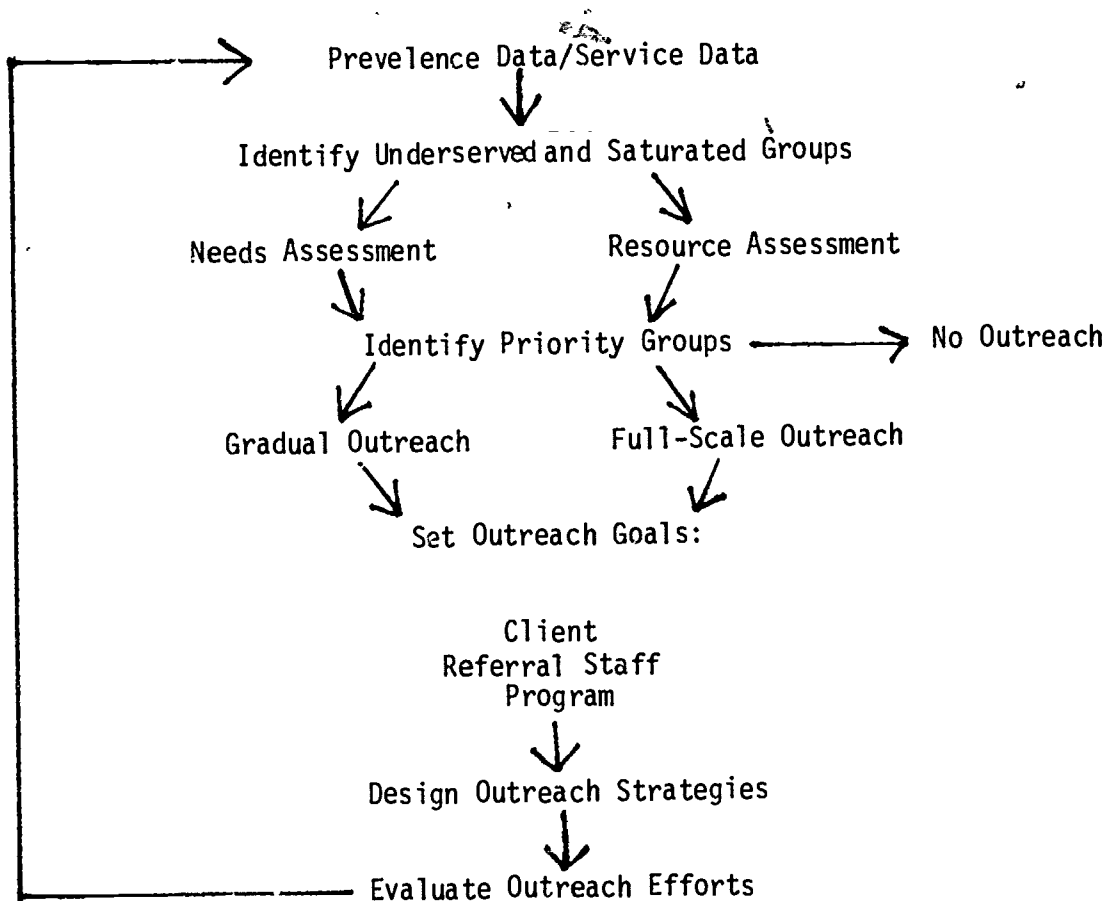 Prevelence Data/Service Data
Identify Underserved and Saturated Groups
Needs Assessment
Resource Assessment
Identify Priority Groups
No Outreach
Gradual Outreach
Full-Scale Outreach
Set Outreach Goals:
Client
Referral Staff
Program
Design Outreach Strategies
Evaluate Outreach Efforts